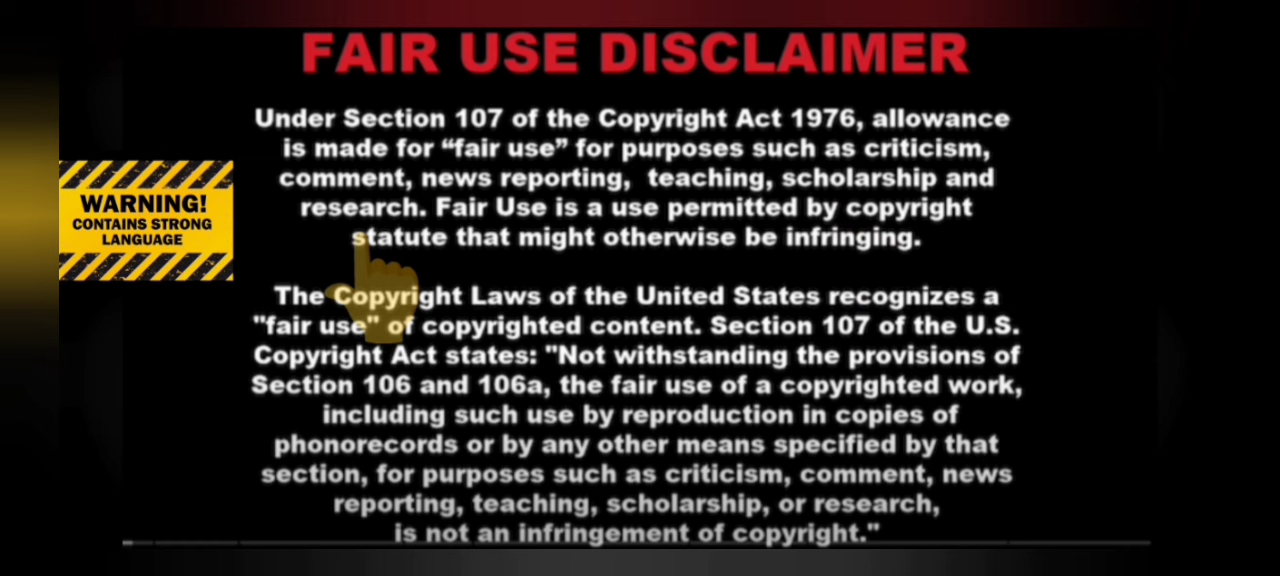 FAIR USE DISCLAIMER
Under Section 107 of the Copyright Act 1976, allowance
is made for “fair use” for purposes such as criticism,
comment, news reporting,  teaching, scholarship and
research. Fair Use is a use permitted by copyright
statute that might otherwise be infringing.
WARNING!
CONTAINS STRONG
LANGUAGE
The Copyright Laws of the United States recognizes a
"fair use" of copyrighted content. Section 107 of the U.S.
Copyright Act states: "Not withstanding the provisions of
Section 106 and 106a, the fair use of a copyrighted work,
including such use by reproduction in copies of
phonorecords or by any other means specified by that
section, for purposes such as criticism, comment, news
reporting, teaching, scholarship, or research,
is not an infringement of copyright."